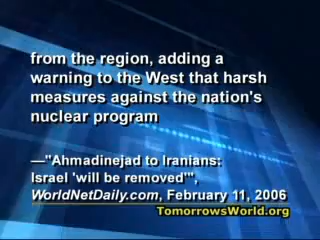 from the region, adding a
warning to the West that harsh
measures against the nation's
nuclear program
—"Ahmadinejad to Iranians:
Israel 'will be removed'",
WorldNetDaily.com, February 11, 2006
TomorrowsWorld.org